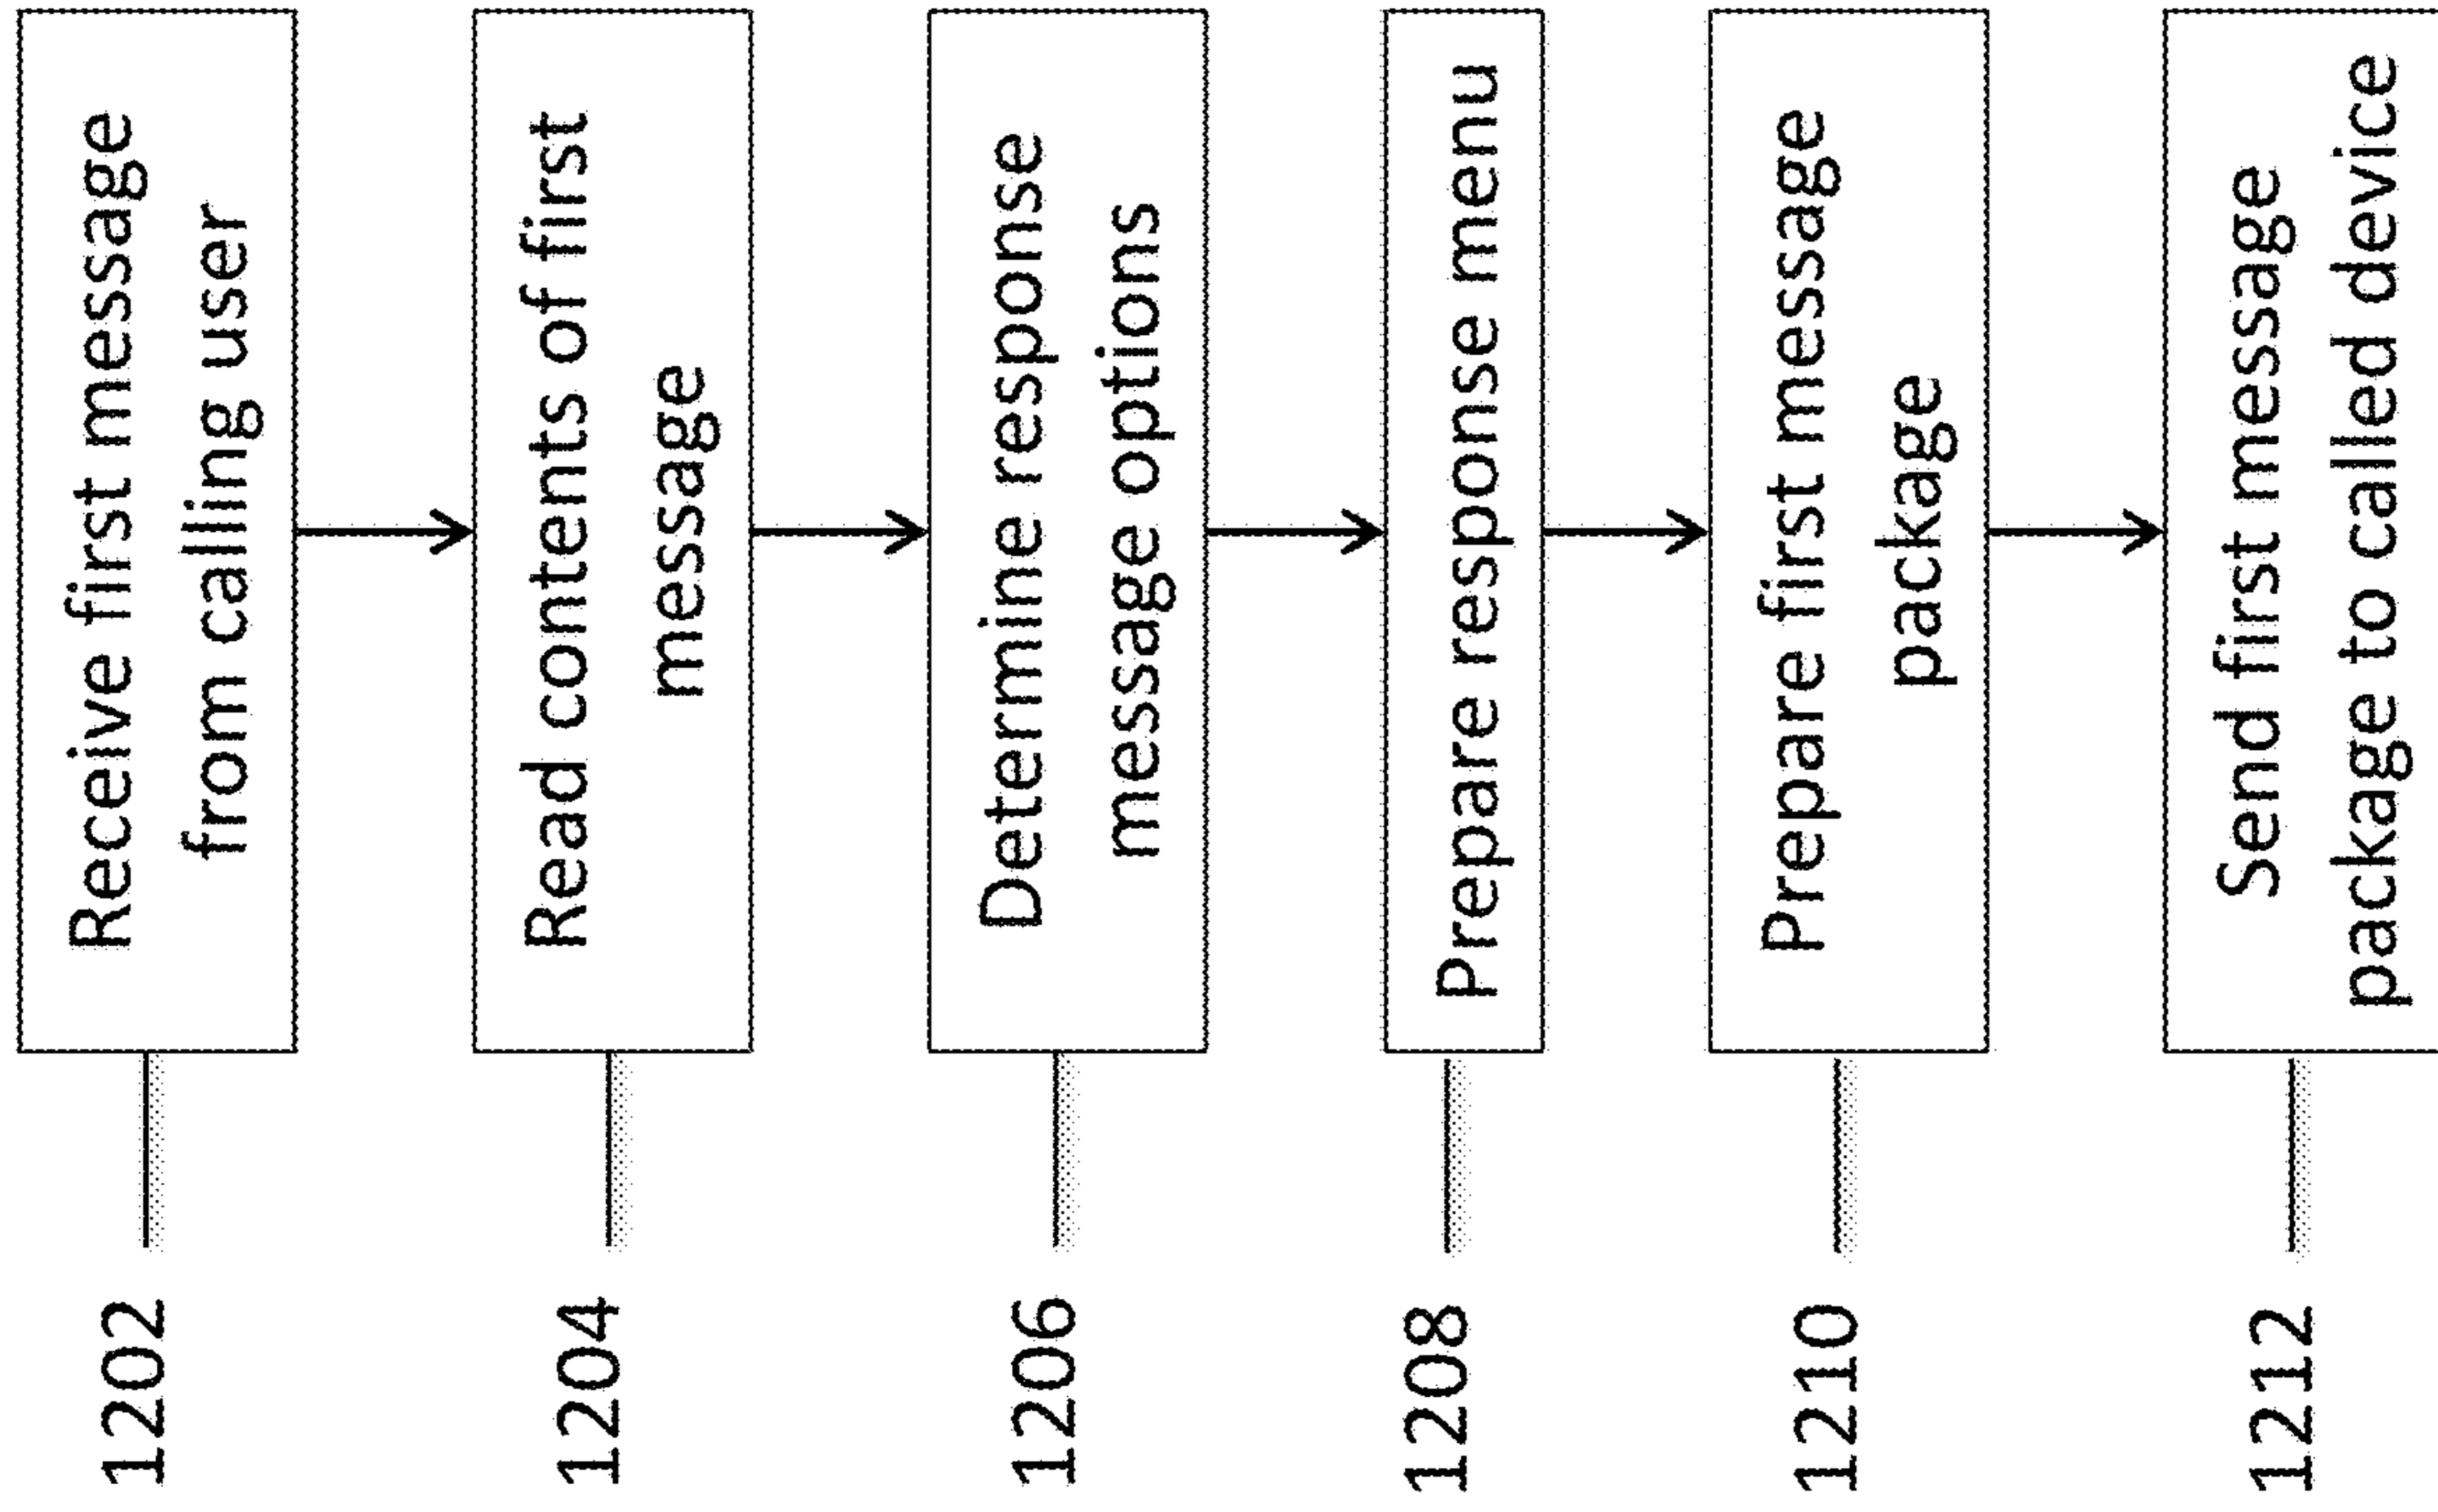 1202
Receive first message
from calling user
1204
Read contents of first
message
1206
Determine response
message options
1208
Prepare response menu
1210
Prepare first message
package
1212
Send first message
package to called device